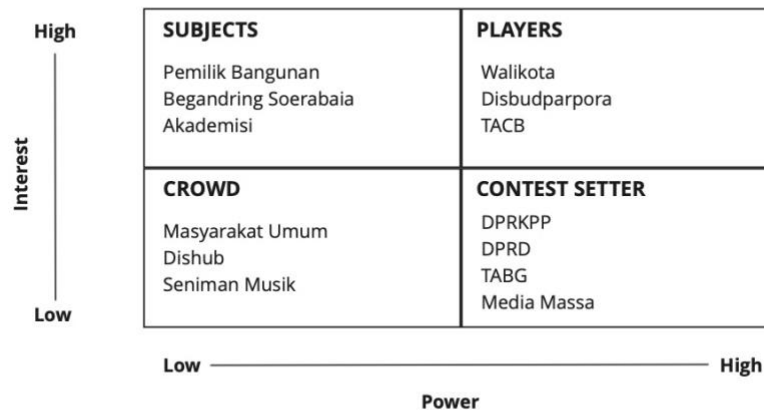 High
Interest
Low
SUBJECTS
Pemilik Bangunan
Begandring Soerabaia
Akademisi
PLAYERS
Walikota
Disbudparpora
TACB
CROWD
Masyarakat Umum
Dishub
Seniman Musik
CONTEST SETTER
DPRKPP
DPRD
TABG
Media Massa
Low
High
Power